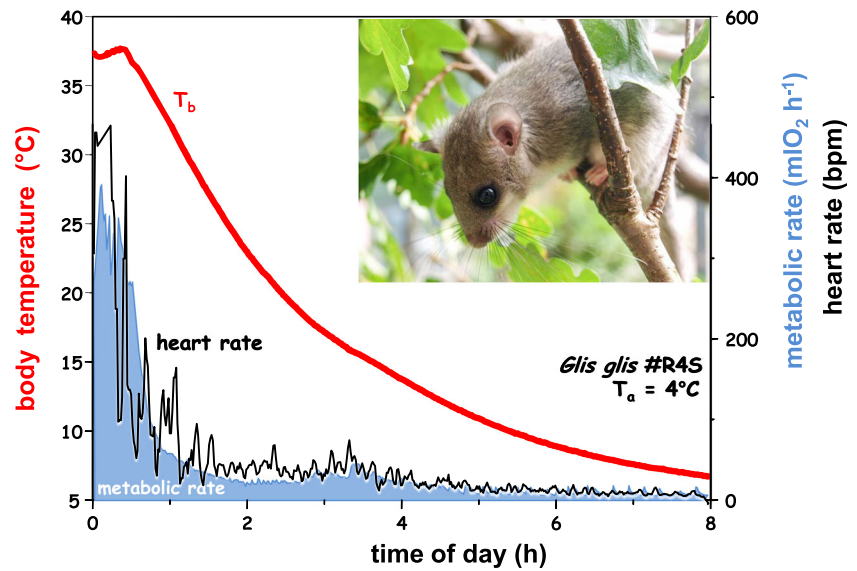 40
35
30
25
20
15
10
5
body temperature (°C)
T_b
heart rate
metabolic rate
Glis glis #R4S
T_a = 4°C
600
400
200
0
metabolic rate (mlO₂ h⁻¹)
heart rate (bpm)
0 2 4 6 8
time of day (h)